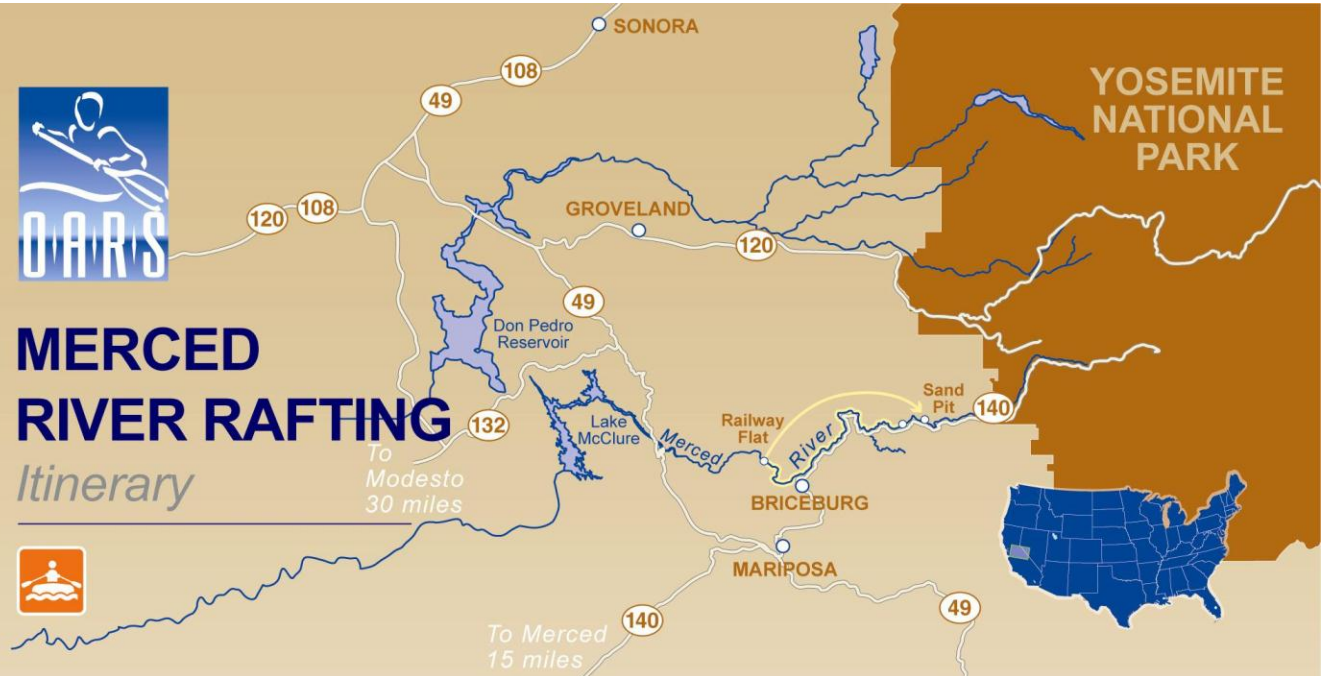 SONORA
108
49
YOSEMITE
NATIONAL
PARK
O·A·R·S
120
108
GROVELAND
120
49
Don Pedro
Reservoir
MERCED
RIVER RAFTING
Itinerary
132
To
Modesto
30 miles
Lake
McClure
Merced
River
Railway
Flat
Sand
Pit
140
BRICEBURG
MARIPOSA
140
49
To Merced
15 miles